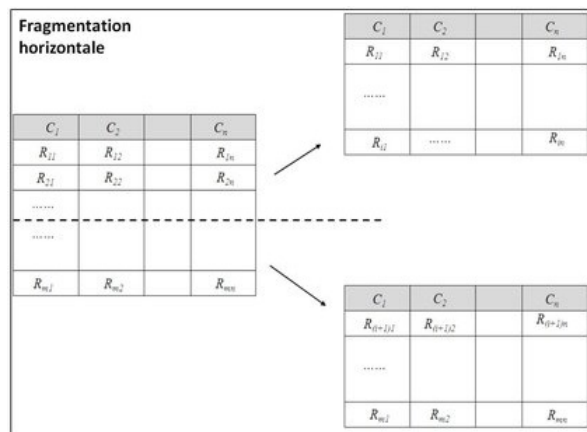 Fragmentation
horizontale
C1 C2 Cn
R11 R12 R1n
R21 R22 R2n
......
......
Rm1 Rm2 Rmn
C1 C2 Cn
R11 R12 R1n
......
Ri1 ...... Rin
C1 C2 Cn
R(i+1)1 R(i+1)2 R(i+1)n
......
Rm1 Rm2 Rmn